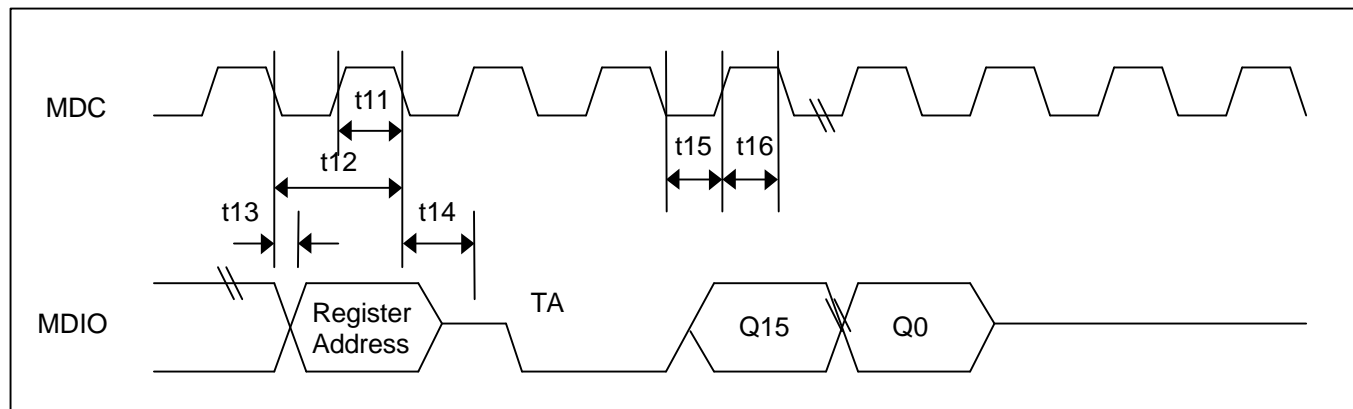 MDC
t11
t12
t15
t16
t13
t14
TA
MDIO
Register
Address
Q15
Q0